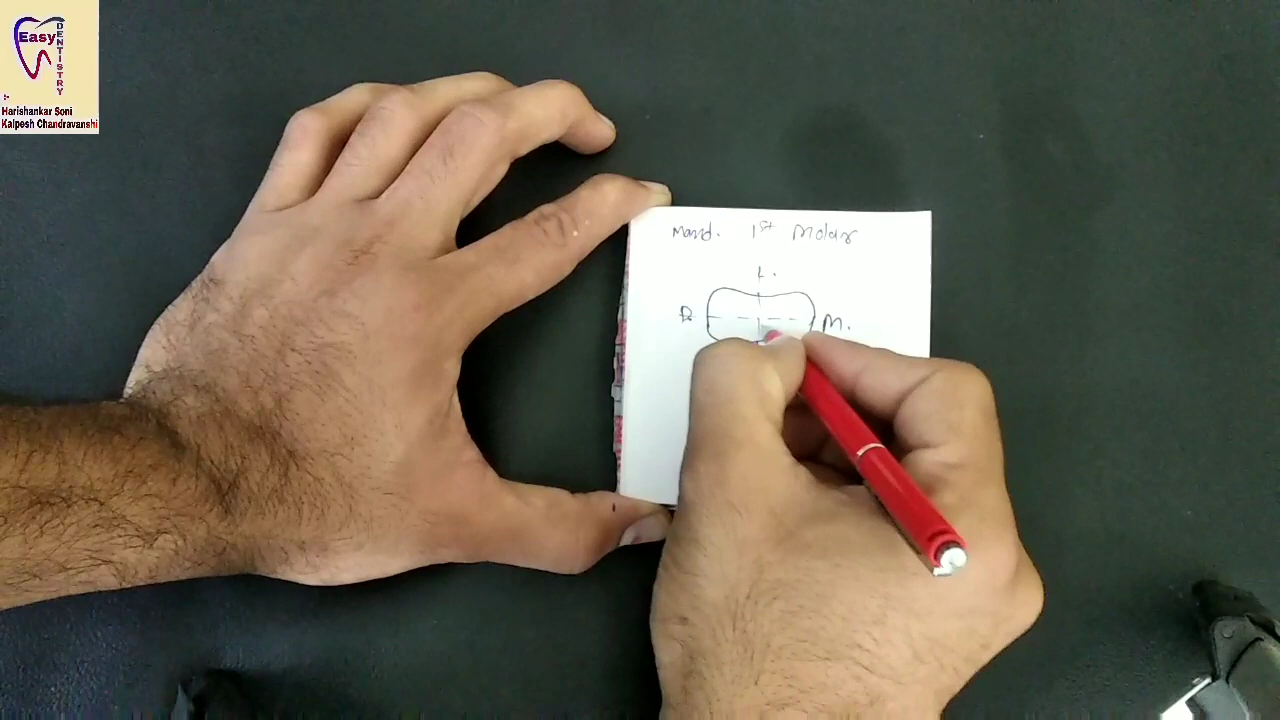 Easy
DENTISTRY
Harishankar Soni
Kalpesh Chandravanshi
Mand. 1st Molar
L.
D M.